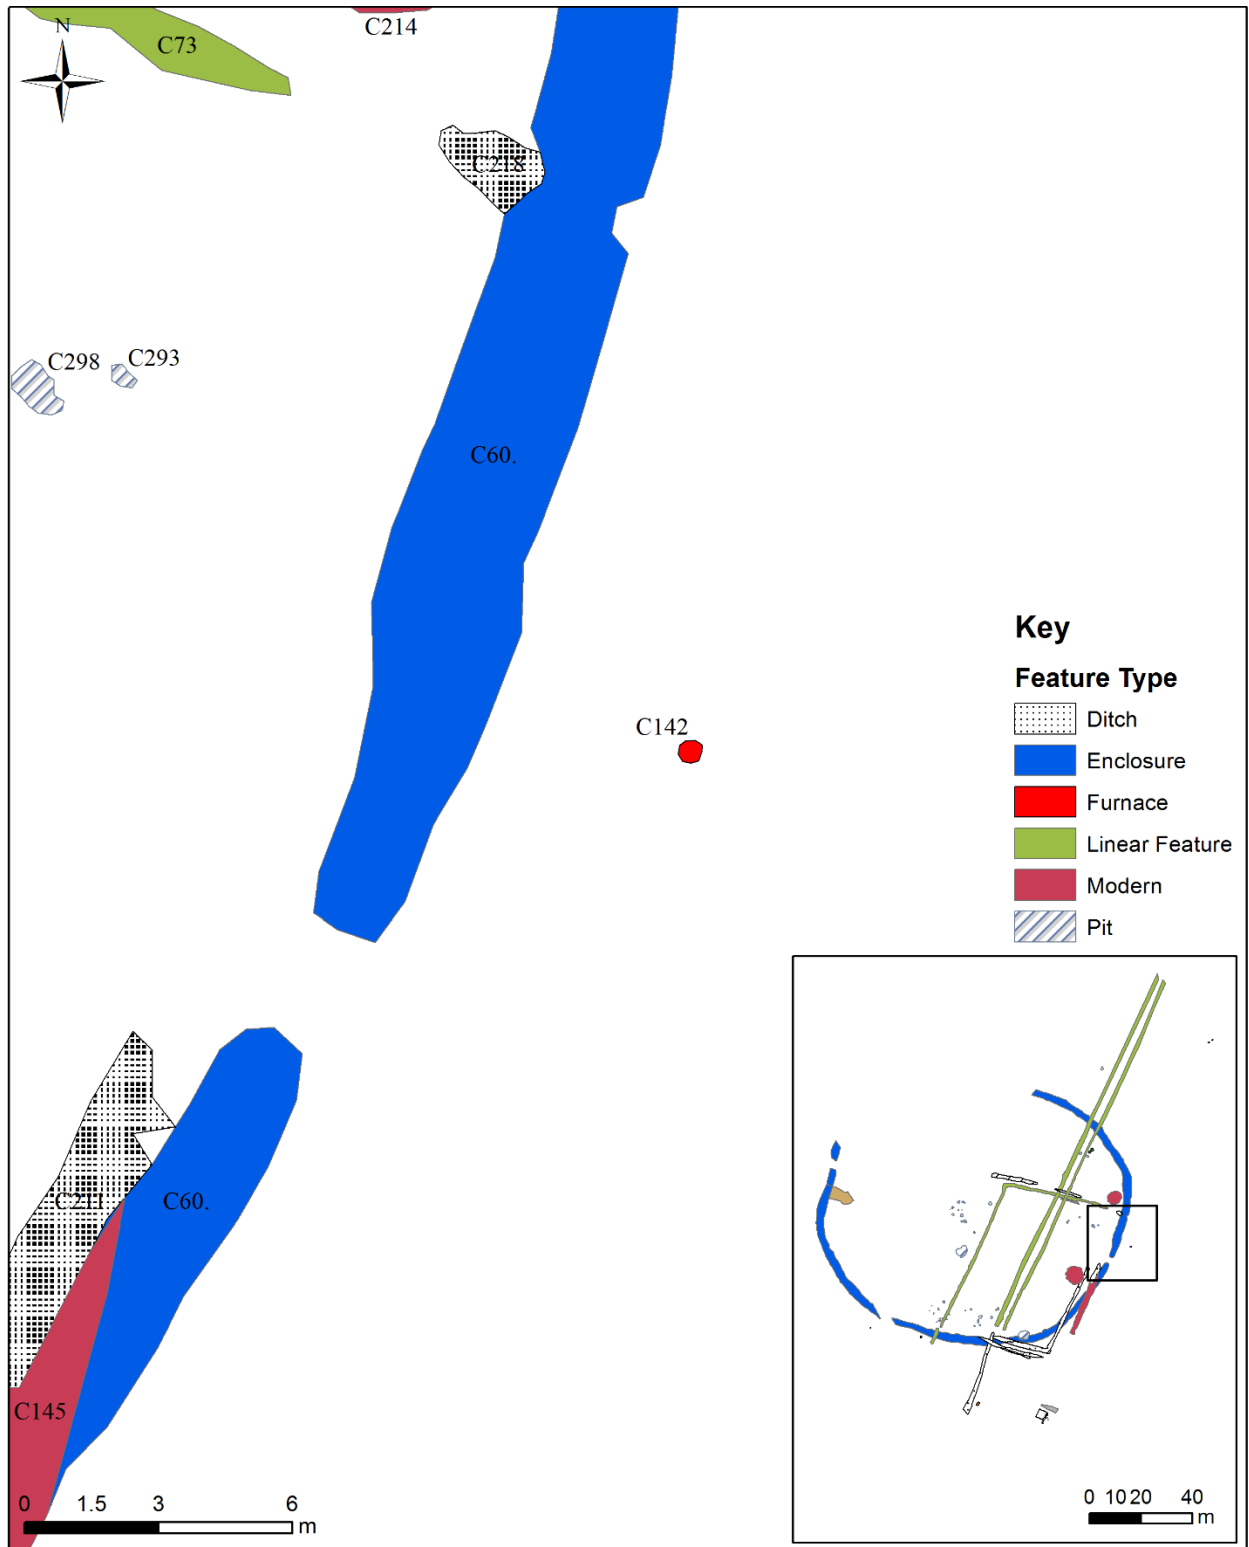 C214
N
C73
C218
C298
C293
C60.
Key
Feature Type
Ditch
Enclosure
Furnace
Linear Feature
Modern
Pit
C142
C211
C60.
C145
0 1.5 3 6
m
0 10 20 40
m